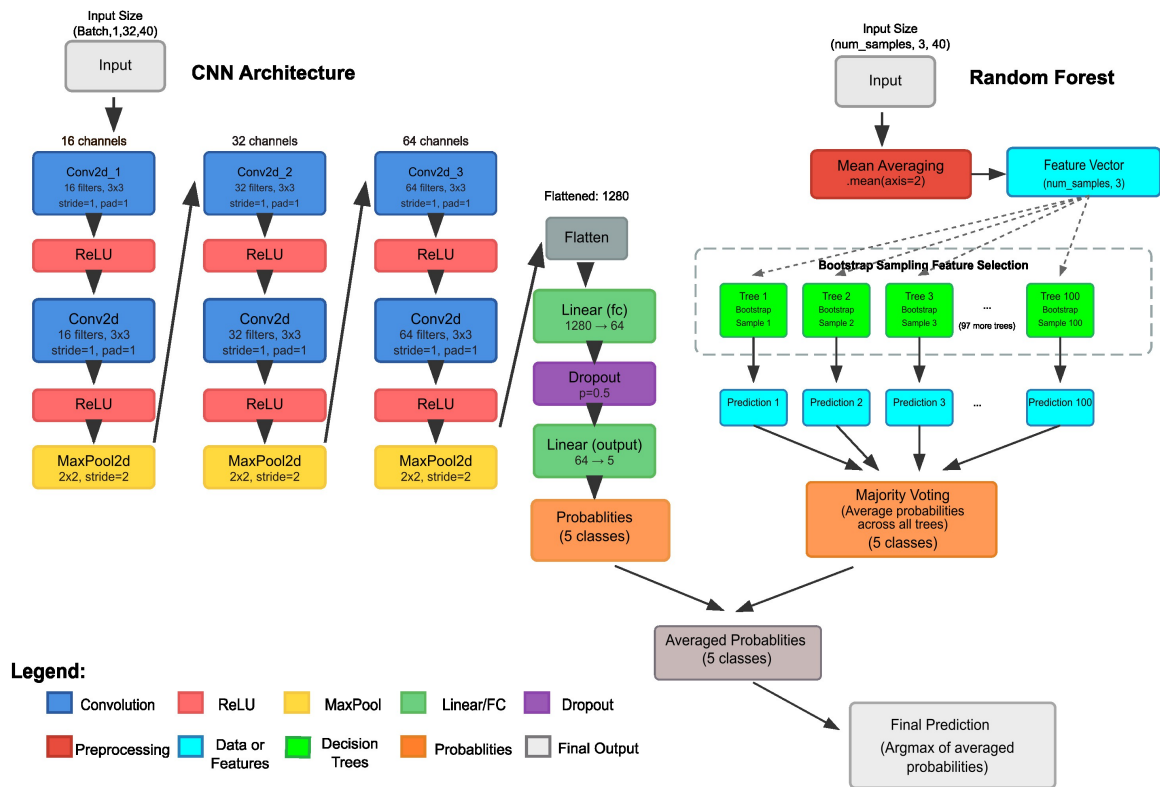 Input Size
(Batch,1,32,40)
Input
CNN Architecture
16 channels
Conv2d_1
16 filters, 3x3
stride=1, pad=1
ReLU
Conv2d
16 filters, 3x3
stride=1, pad=1
ReLU
MaxPool2d
2x2, stride=2
32 channels
Conv2d_2
32 filters, 3x3
stride=1, pad=1
ReLU
Conv2d
32 filters, 3x3
stride=1, pad=1
ReLU
MaxPool2d
2x2, stride=2
64 channels
Conv2d_3
64 filters, 3x3
stride=1, pad=1
ReLU
Conv2d
64 filters, 3x3
stride=1, pad=1
ReLU
MaxPool2d
2x2, stride=2
Flattened: 1280
Flatten
Linear (fc)
1280 → 64
Dropout
p=0.5
Linear (output)
64 → 5
Probablities
(5 classes)
Input Size
(num_samples, 3, 40)
Input
Random Forest
Mean Averaging
.mean(axis=2)
Feature Vector
(num_samples, 3)
Bootstrap Sampling Feature Selection
Tree 1
Bootstrap
Sample 1
Tree 2
Bootstrap
Sample 2
Tree 3
Bootstrap
Sample 3
...
(97 more trees)
Tree 100
Bootstrap
Sample 100
Prediction 1
Prediction 2
Prediction 3
...
Prediction 100
Majority Voting
(Average probabilities
across all trees)
(5 classes)
Averaged Probablities
(5 classes)
Final Prediction
(Argmax of averaged
probabilities)
Legend:
Convolution
ReLU
MaxPool
Linear/FC
Dropout
Preprocessing
Data or
Features
Decision
Trees
Probablities
Final Output